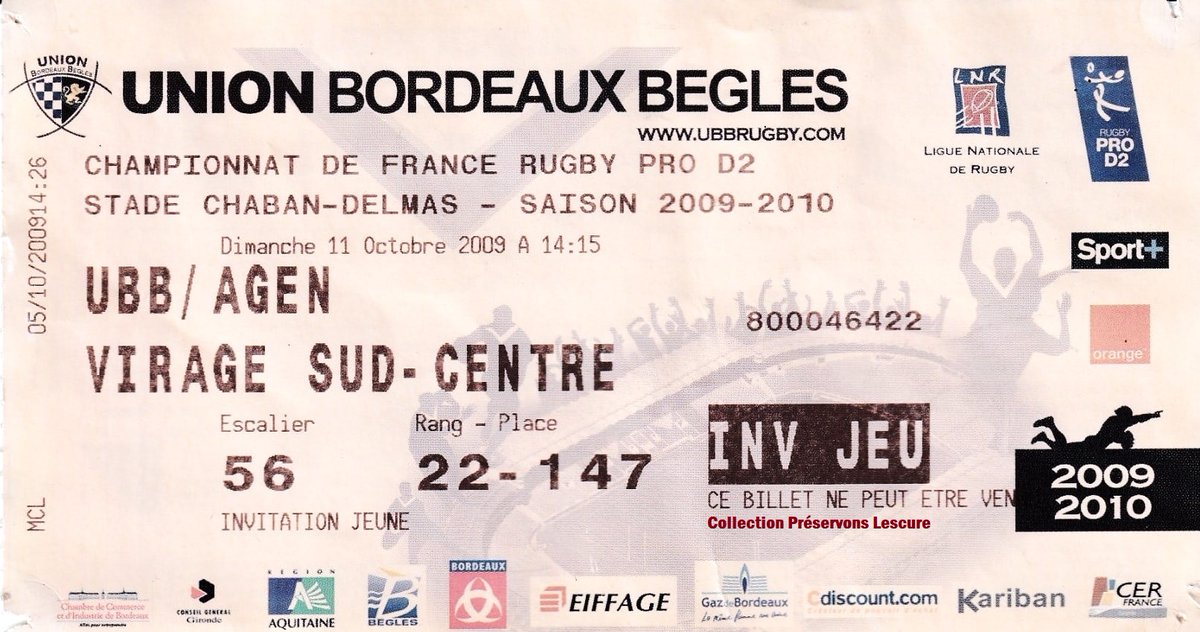 UNION
BORDEAUX BEGLES
UNION BORDEAUX BEGLES
WWW.UBBRUGBY.COM
LNR
LIGUE NATIONALE
DE RUGBY
RUGBY
PRO
D2
CHAMPIONNAT DE FRANCE RUGBY PRO D2
STADE CHABAN-DELMAS - SAISON 2009-2010
Dimanche 11 Octobre 2009 A 14:15
05/10/200914:26
Sport+
UBB/ AGEN
800046422
orange
VIRAGE SUD-CENTRE
Escalier
Rang - Place
INV JEU
56
22-147
2009
2010
CE BILLET NE PEUT ETRE VEN
MCL
INVITATION JEUNE
Collection Préservons Lescure
Chambre de Commerce
et d'Industrie de Bordeaux
CONSEIL GENERAL
Gironde
REGION
AQUITAINE
BEGLES
BORDEAUX
EIFFAGE
Gaz de Bordeaux
Cdiscount.com
Kariban
CER
FRANCE